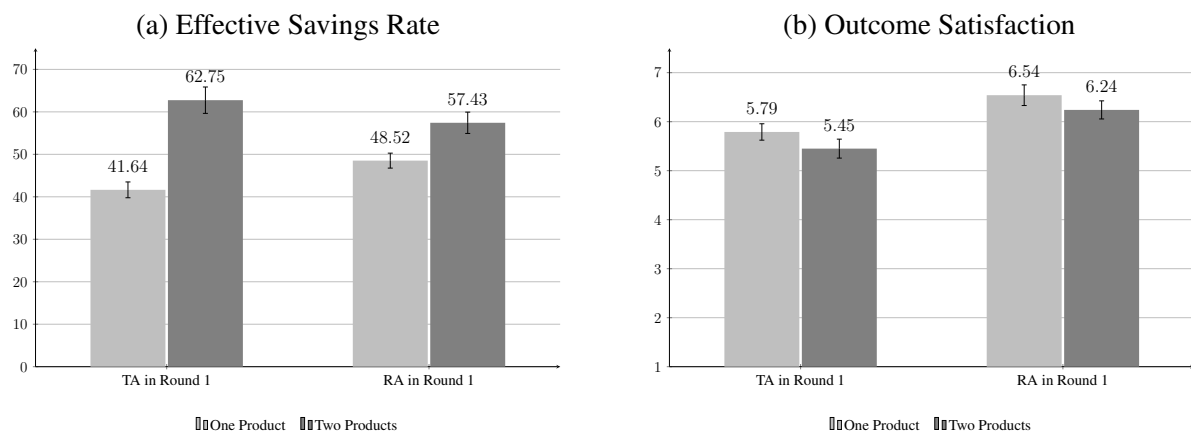 (a) Effective Savings Rate
70
60
50
40
30
20
10
0
41.64
62.75
48.52
57.43
TA in Round 1
RA in Round 1
One Product Two Products
(b) Outcome Satisfaction
7
6
5
4
3
2
1
5.79
5.45
6.54
6.24
TA in Round 1
RA in Round 1
One Product Two Products